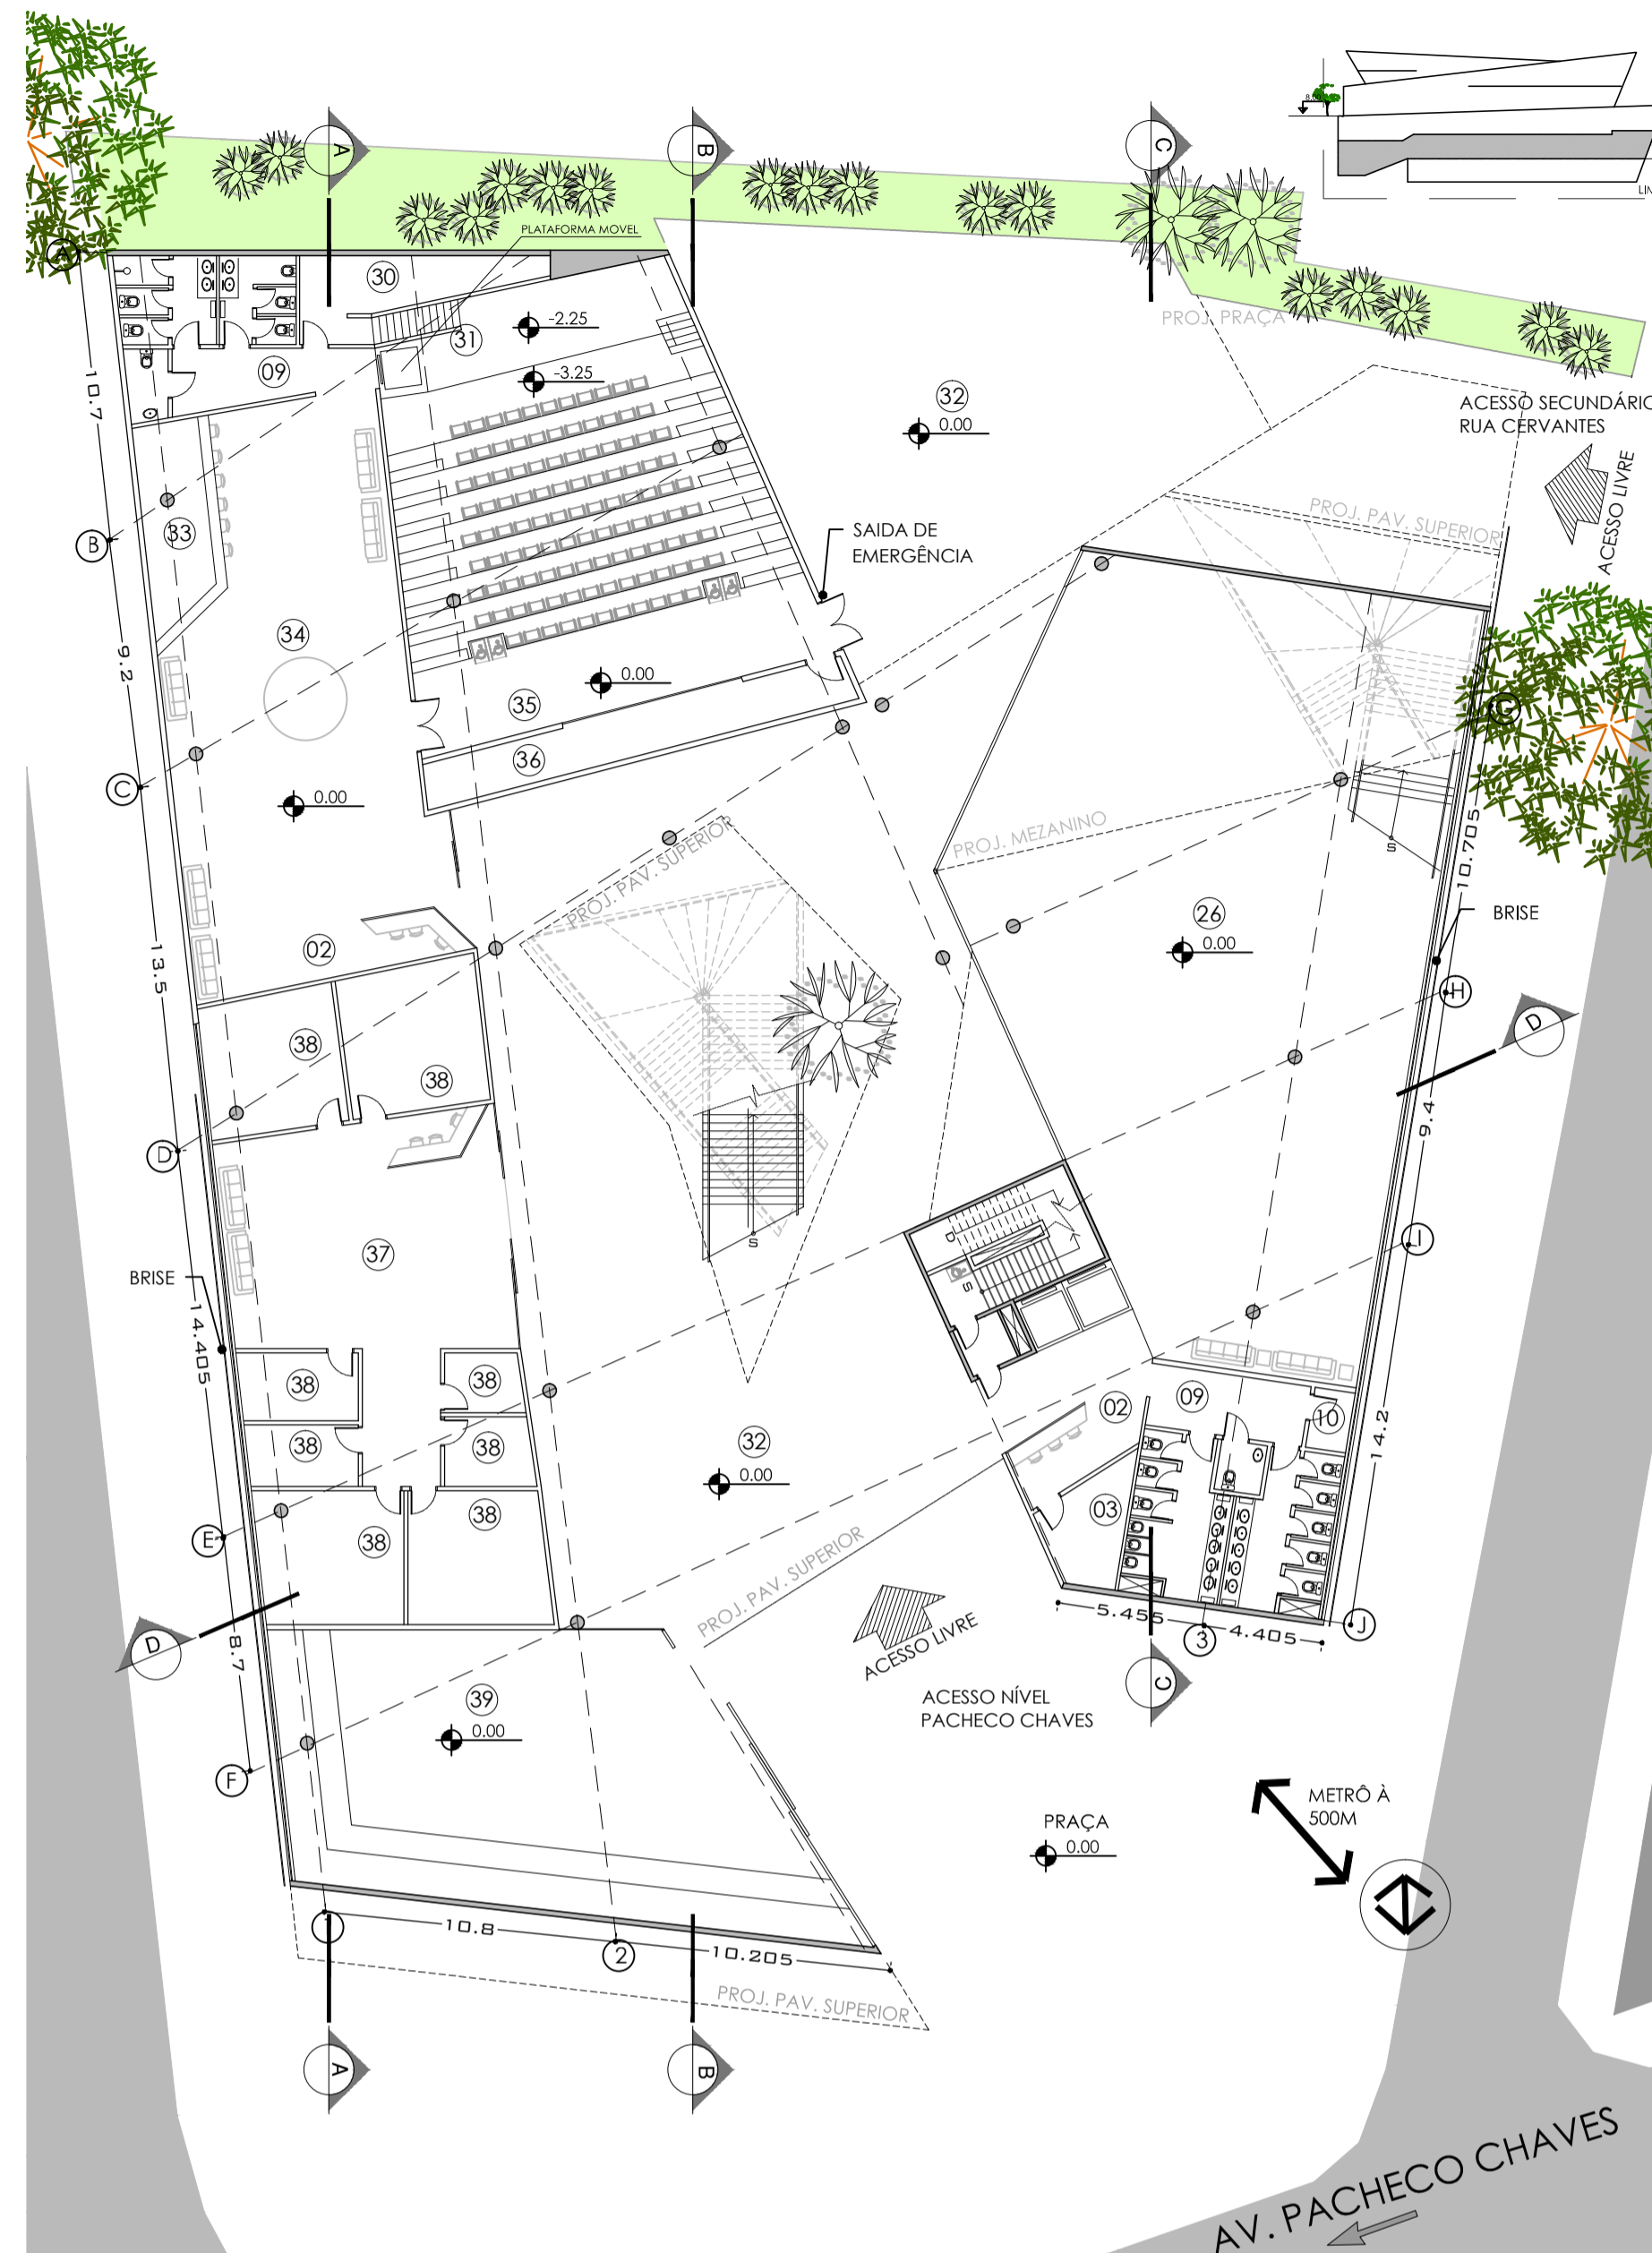 A
B
C
LIN
PLATAFORMA MOVEL
A
30
-2.25
31
PROJ. PRAÇA
09
-3.25
10.7
32
0.00
ACESSO SECUNDÁRIO
RUA CERVANTES
ACESSO LIVRE
PROJ. PAV. SUPERIOR
B
33
SAIDA DE
EMERGÊNCIA
34
9.2
0.00
35
G
36
C
0.00
PROJ. PAV. SUPERIOR
PROJ. MEZANINO
S
10.705
26
0.00
BRISE
02
13.5
H
D
38
38
9.4
D
S
D
S
37
I
BRISE
14.405
38
38
09
02
10
38
38
32
0.00
14.2
38
38
03
E
PROJ. PAV. SUPERIOR
D
8.7
ACESSO LIVRE
5.455
3
4.405
J
C
39
0.00
ACESSO NÍVEL
PACHECO CHAVES
F
METRÔ À
500M
PRAÇA
0.00
1
10.8
2
10.205
PROJ. PAV. SUPERIOR
A
B
AV. PACHECO CHAVES